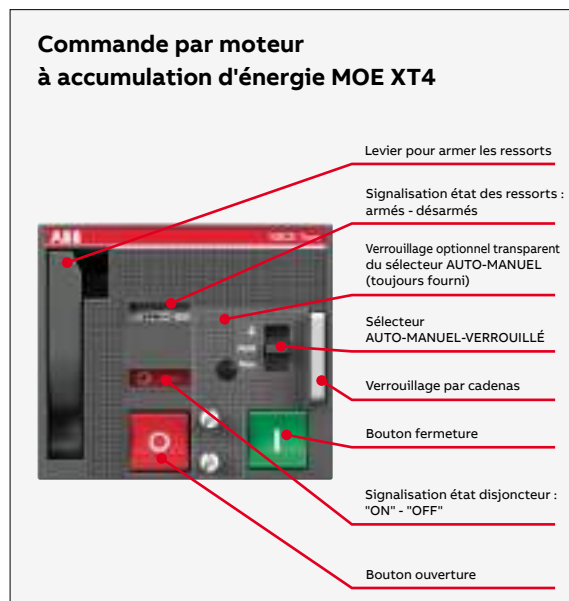 Commande par moteur
à accumulation d'énergie MOE XT4
Levier pour armer les ressorts
Signalisation état des ressorts :
armés - désarmés
Verrouillage optionnel transparent
du sélecteur AUTO-MANUEL
(toujours fourni)
Sélecteur
AUTO-MANUEL-VERROUILLÉ
Verrouillage par cadenas
Bouton fermeture
Signalisation état disjoncteur :
"ON" - "OFF"
Bouton ouverture
ABB
O
I